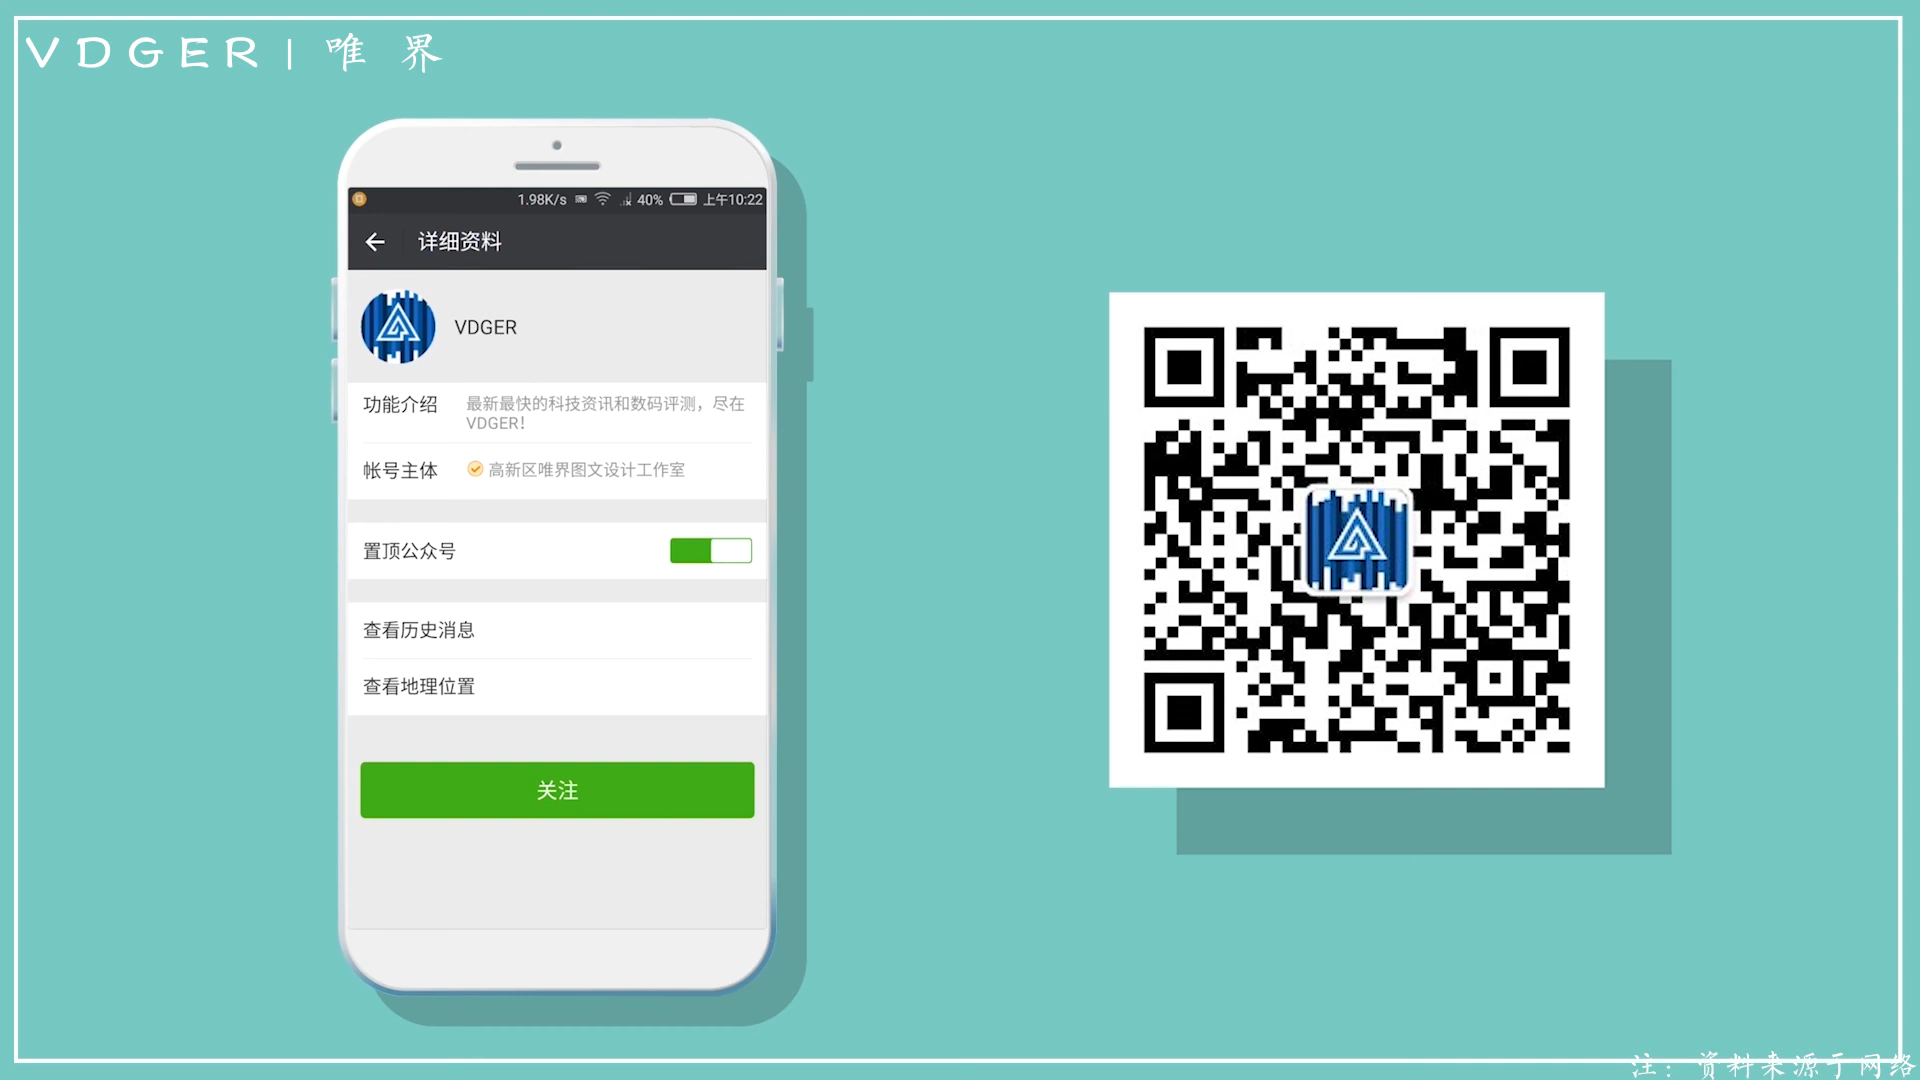 VDGER | 唯 界
1.98K/s 40% 上午10:22
详细资料
VDGER
功能介绍 最新最快的科技资讯和数码评测，尽在
VDGER！
帐号主体 高新区唯界图文设计工作室
置顶公众号
查看历史消息
查看地理位置
关注
注：资料来源于网络